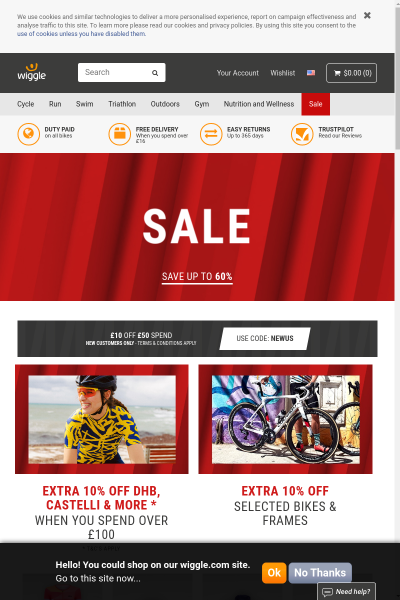 We use cookies and similar technologies to deliver a more personalised experience, report on campaign effectiveness and
analyse traffic to this site. To learn more please read our cookies and privacy policies. By using this site you consent to the
use of cookies unless you have disabled them.
wiggle
Search
Your Account
Wishlist
$0.00 (0)
Cycle
Run
Swim
Triathlon
Outdoors
Gym
Nutrition and Wellness
Sale
DUTY PAID
on all bikes
FREE DELIVERY
When you spend over
£16
EASY RETURNS
Up to 365 days
TRUSTPILOT
Read our Reviews
SALE
SAVE UP TO 60%
£10 OFF £50 SPEND
NEW CUSTOMERS ONLY - TERMS & CONDITIONS APPLY
USE CODE: NEWUS
EXTRA 10% OFF DHB,
CASTELLI & MORE *
WHEN YOU SPEND OVER
£100
EXTRA 10% OFF
SELECTED BIKES &
FRAMES
Hello! You could shop on our wiggle.com site.
Go to this site now...
Ok
No Thanks
Need help?